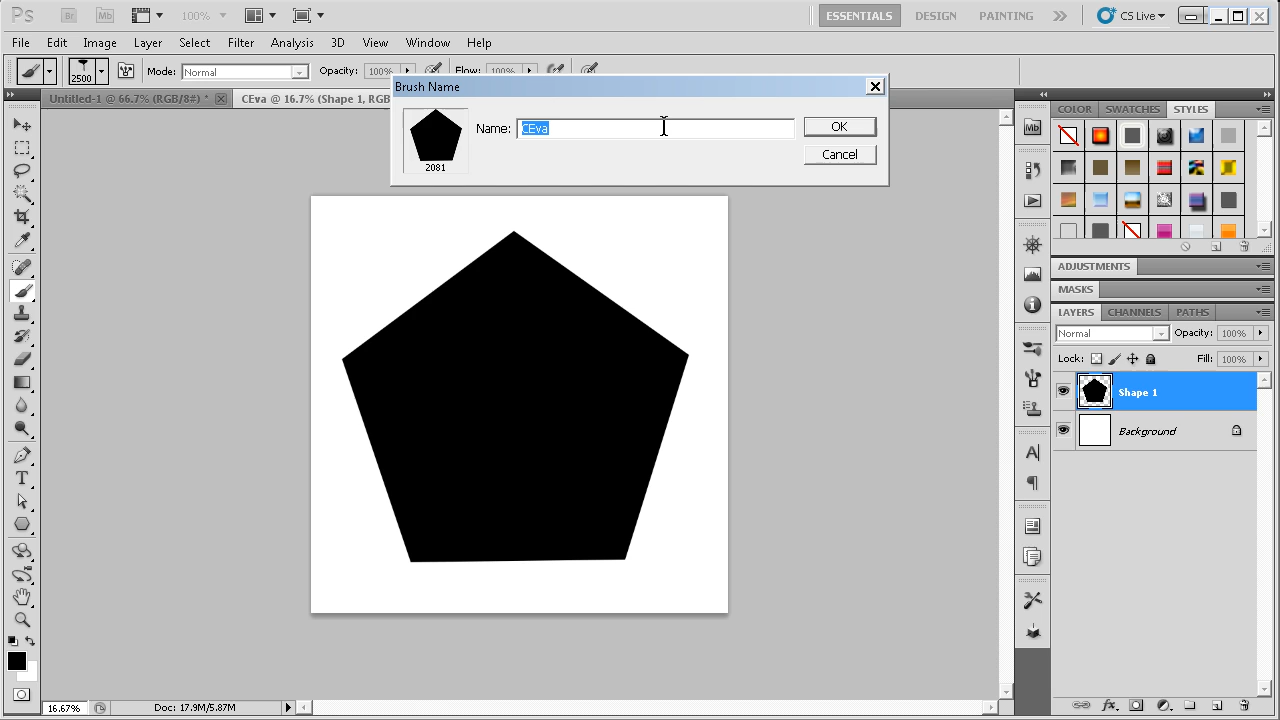 Ps Br Mb 100% ESSENTIALS DESIGN PAINTING CS Live
File Edit Image Layer Select Filter Analysis 3D View Window Help
2500 Mode: Normal Opacity: 100% Flow: 100%
Brush Name
Untitled-1 @ 66.7% (RGB/8#) * CEva @ 16.7% (Shape 1, RGB
Name: CEva OK
Cancel
2081
COLOR SWATCHES STYLES
Mb
ADJUSTMENTS
MASKS
LAYERS CHANNELS PATHS
Normal Opacity: 100%
Lock: Fill: 100%
Shape 1
Background
16.67% Doc: 17.9M/5.87M